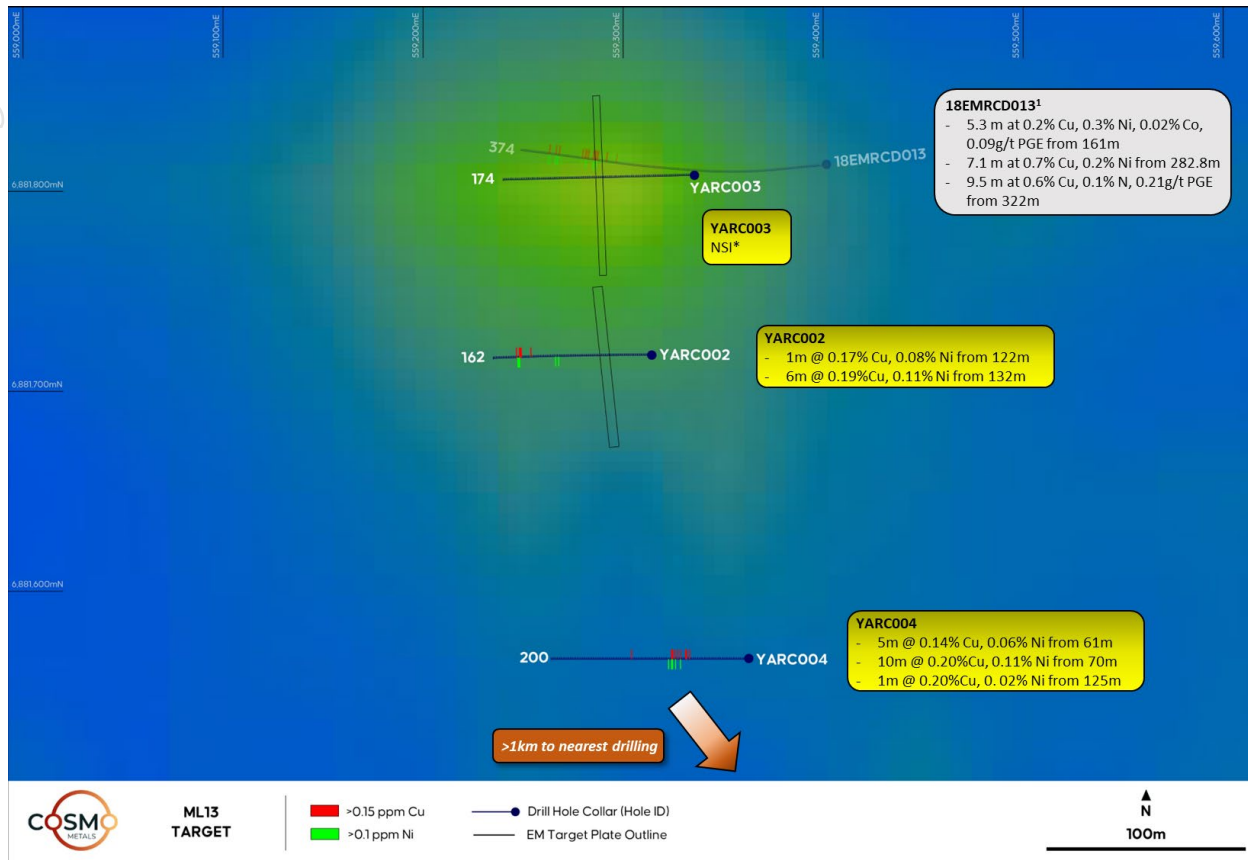 559,000mE
559,100mE
559,200mE
559,300mE
559,400mE
559,500mE
559,600mE
18EMRCD013¹
- 5.3 m at 0.2% Cu, 0.3% Ni, 0.02% Co,
0.09g/t PGE from 161m
- 7.1 m at 0.7% Cu, 0.2% Ni from 282.8m
- 9.5 m at 0.6% Cu, 0.1% N, 0.21g/t PGE
from 322m
374
18EMRCD013
174
YARC003
6,881,800mN
YARC003
NSI*
YARC002
- 1m @ 0.17% Cu, 0.08% Ni from 122m
- 6m @ 0.19%Cu, 0.11% Ni from 132m
162
YARC002
6,881,700mN
6,881,600mN
YARC004
- 5m @ 0.14% Cu, 0.06% Ni from 61m
- 10m @ 0.20%Cu, 0.11% Ni from 70m
- 1m @ 0.20%Cu, 0. 02% Ni from 125m
200
YARC004
>1km to nearest drilling
COSMO
METALS
ML13
TARGET
>0.15 ppm Cu
>0.1 ppm Ni
Drill Hole Collar (Hole ID)
EM Target Plate Outline
N
100m